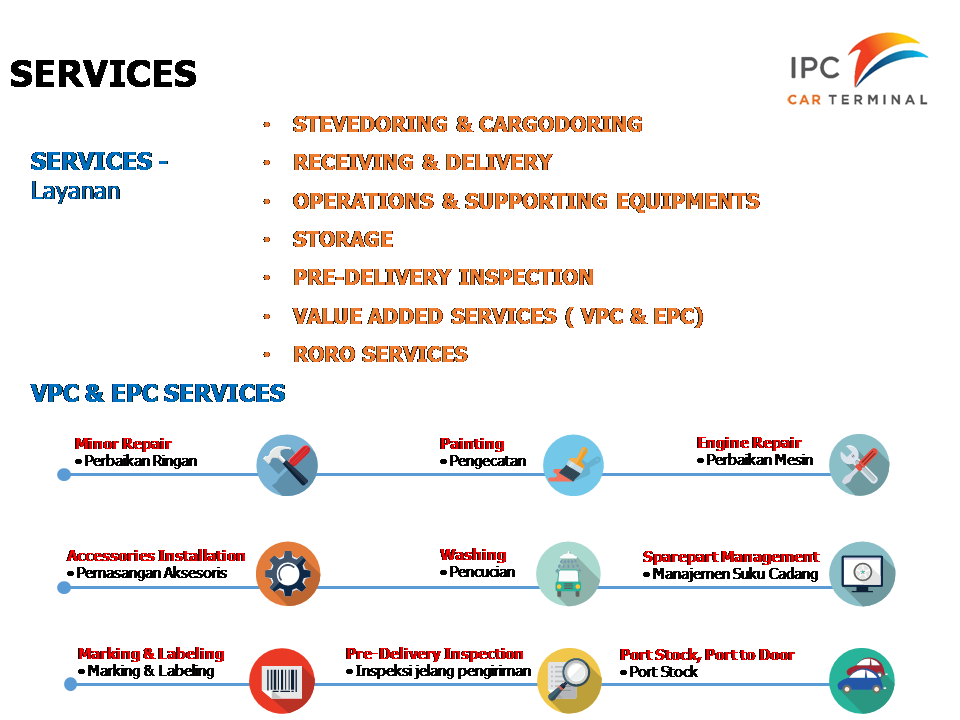 SERVICES
IPC
CAR TERMINAL
SERVICES -
Layanan
• STEVEDORING & CARGODORING
• RECEIVING & DELIVERY
• OPERATIONS & SUPPORTING EQUIPMENTS
• STORAGE
• PRE-DELIVERY INSPECTION
• VALUE ADDED SERVICES ( VPC & EPC)
• RORO SERVICES
VPC & EPC SERVICES
Minor Repair
• Perbaikan Ringan
Painting
• Pengecatan
Engine Repair
• Perbaikan Mesin
Accessories Installation
• Pemasangan Aksesoris
Washing
• Pencucian
Sparepart Management
• Manajemen Suku Cadang
Marking & Labeling
• Marking & Labeling
Pre-Delivery Inspection
• Inspeksi jelang pengiriman
Port Stock, Port to Door
• Port Stock